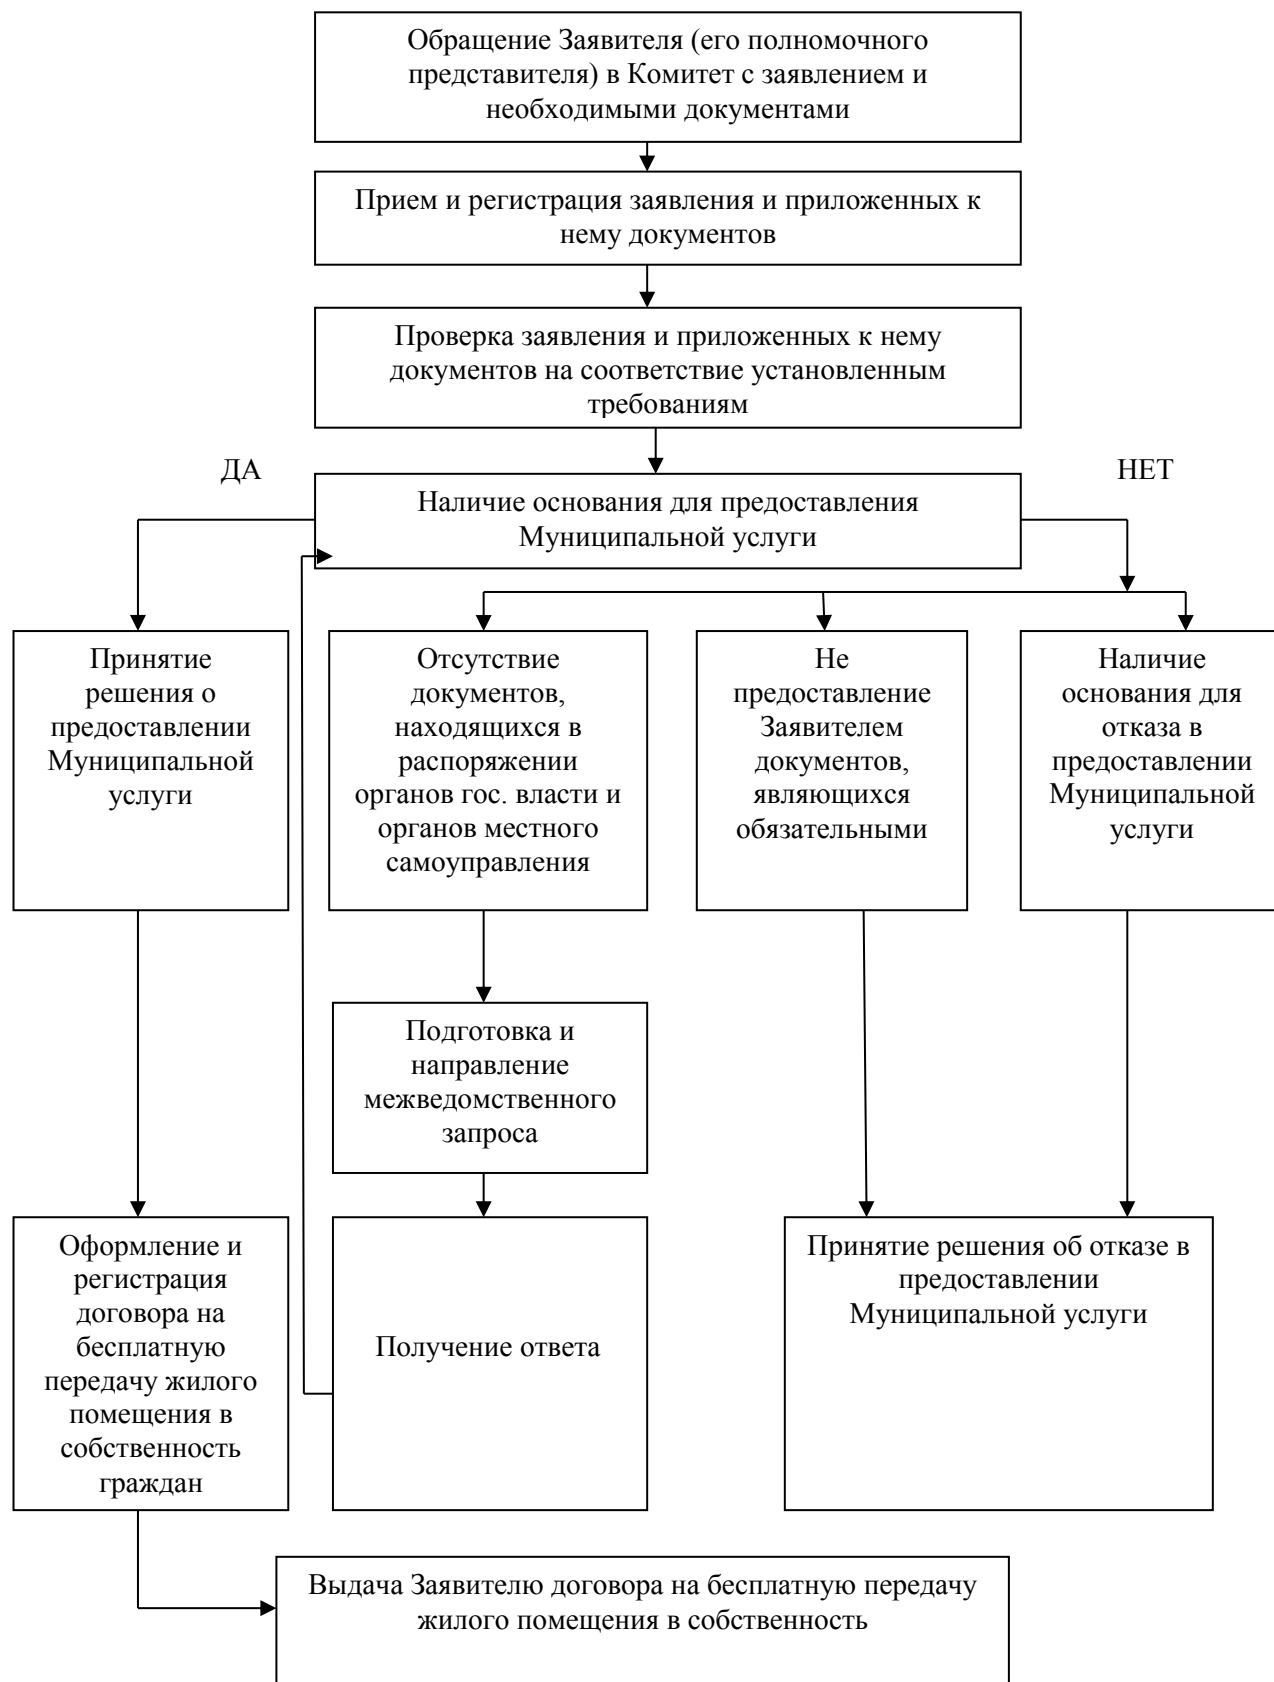 Обращение Заявителя (его полномочного
представителя) в Комитет с заявлением и
необходимыми документами
Прием и регистрация заявления и приложенных к
нему документов
Проверка заявления и приложенных к нему
документов на соответствие установленным
требованиям
ДА
НЕТ
Наличие основания для предоставления
Муниципальной услуги
Принятие
решения о
предоставлении
Муниципальной
услуги
Отсутствие
документов,
находящихся в
распоряжении
органов гос. власти и
органов местного
самоуправления
Не
предоставление
Заявителем
документов,
являющихся
обязательными
Наличие
основания для
отказа в
предоставлении
Муниципальной
услуги
Подготовка и
направление
межведомственного
запроса
Оформление и
регистрация
договора на
бесплатную
передачу жилого
помещения в
собственность
граждан
Получение ответа
Принятие решения об отказе в
предоставлении
Муниципальной услуги
Выдача Заявителю договора на бесплатную передачу
жилого помещения в собственность